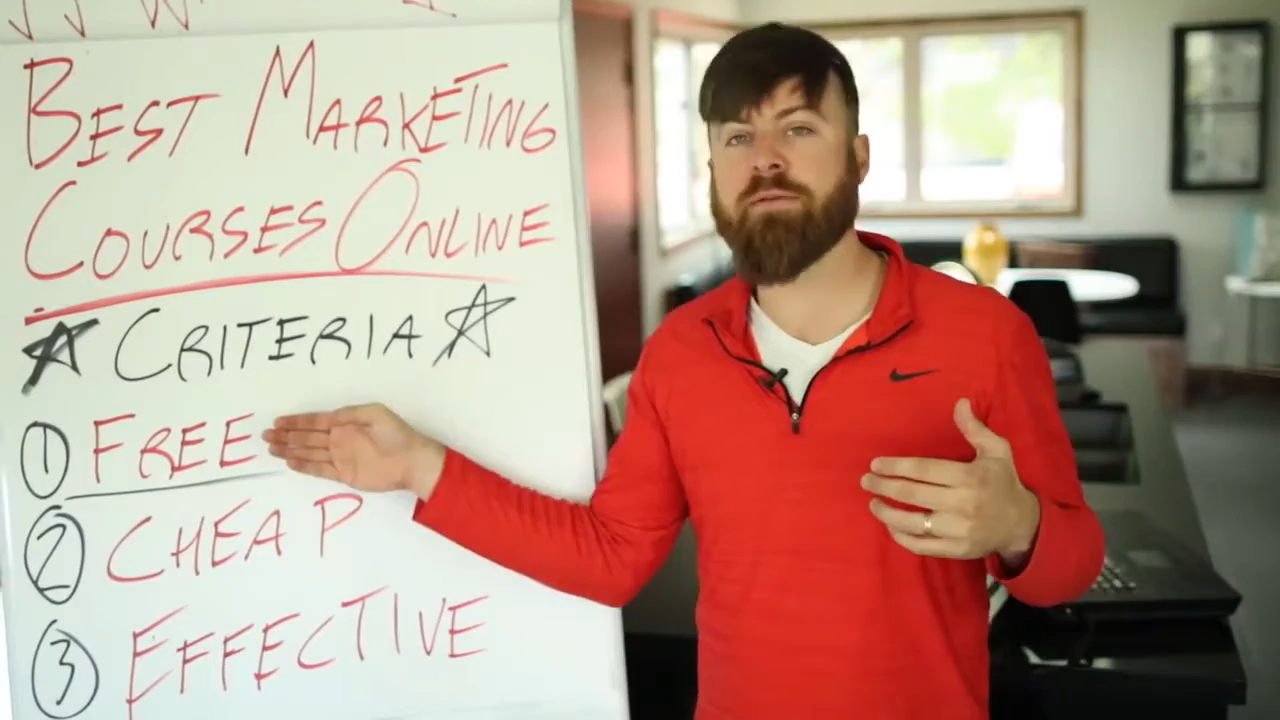 BEST MARKETING
COURSES ONLINE
CRITERIA
1 FREE
2 CHEAP
3 EFFECTIVE